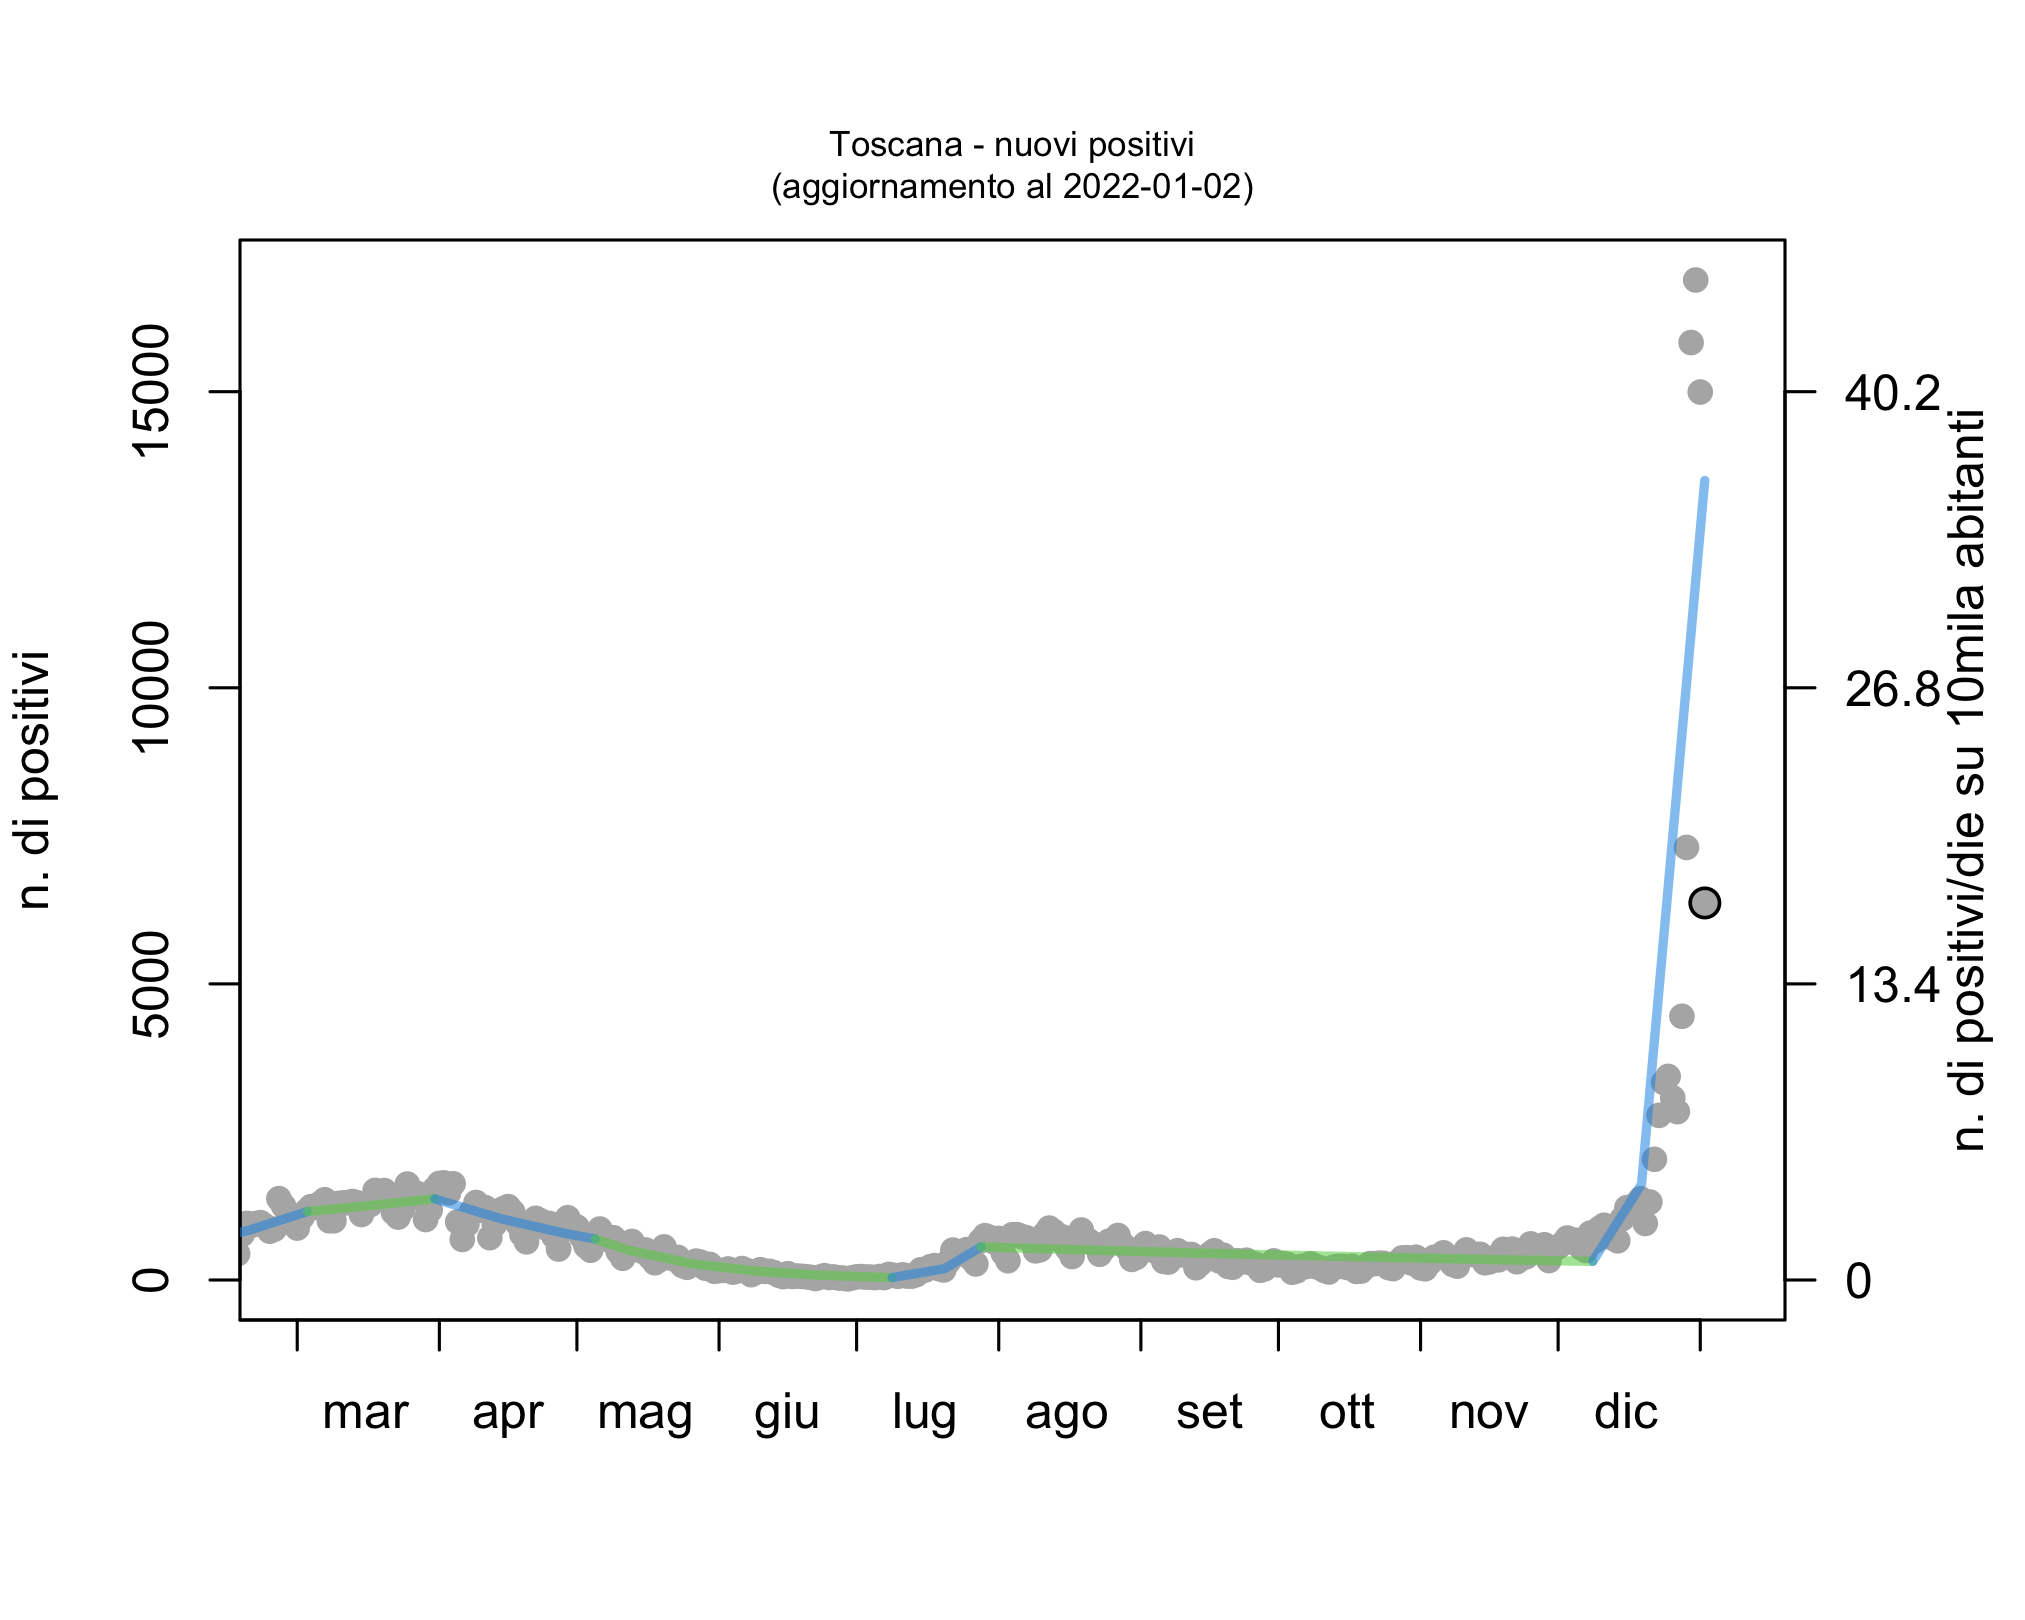 Toscana - nuovi positivi
(aggiornamento al 2022-01-02)
n. di positivi
15000
10000
5000
0
40.2
26.8
13.4
0
n. di positivi/die su 10mila abitanti
mar apr mag giu lug ago set ott nov dic